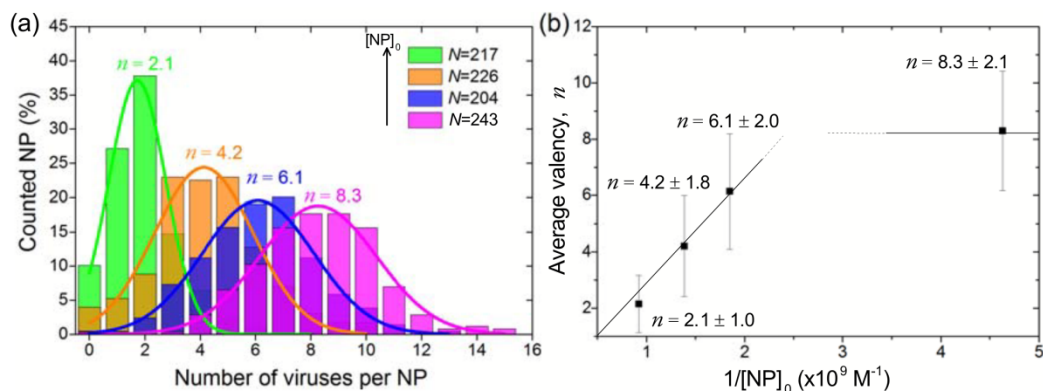 (a)
45
40
35
30
25
20
15
10
5
0
Counted NP (%)
0 2 4 6 8 10 12 14 16
Number of viruses per NP
n = 2.1
n = 4.2
n = 6.1
n = 8.3
[NP]₀
N=217
N=226
N=204
N=243
(b)
12
10
8
6
4
2
Average valency, n
1 2 3 4 5
1/[NP]₀ (x10⁹ M⁻¹)
n = 8.3 ± 2.1
n = 6.1 ± 2.0
n = 4.2 ± 1.8
n = 2.1 ± 1.0